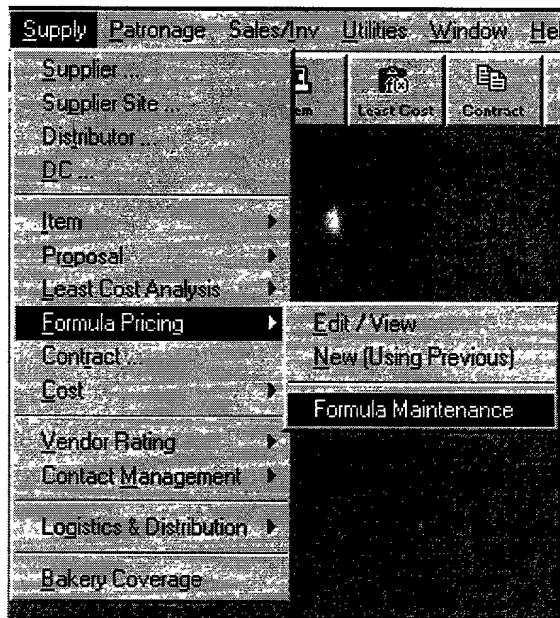 Supply Patronage Sales/Inv Utilities Window Hel
Supplier ...
Supplier Site ...
Distributor ...
DC ...
em
Least Cost
Contract
Item
Proposal
Least Cost Analysis
Formula Pricing
Contract ...
Cost
Vendor Rating
Contact Management
Logistics & Distribution
Bakery Coverage
Edit / View
New (Using Previous)
Formula Maintenance